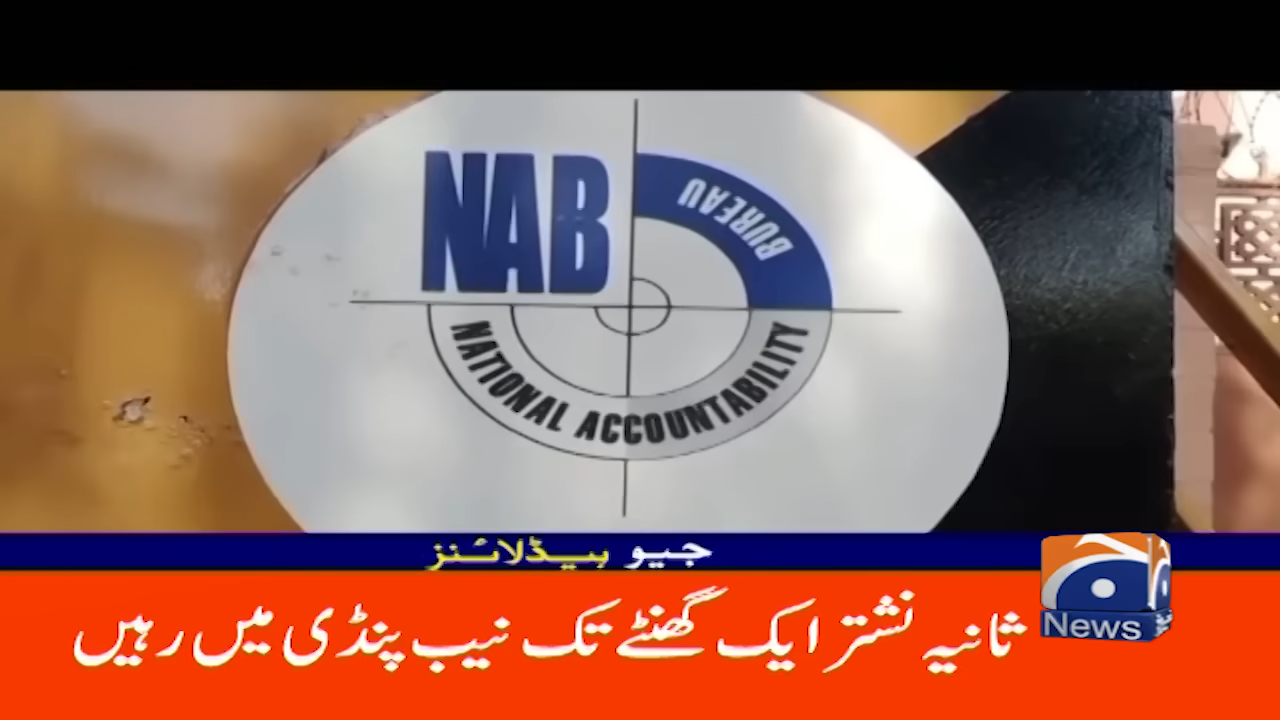 NAB
BUREAU
NATIONAL ACCOUNTABILITY
جیو ہیڈلائنز
ثانیہ نشتر ایک گھنٹے تک نیب پنڈی میں رہیں
News